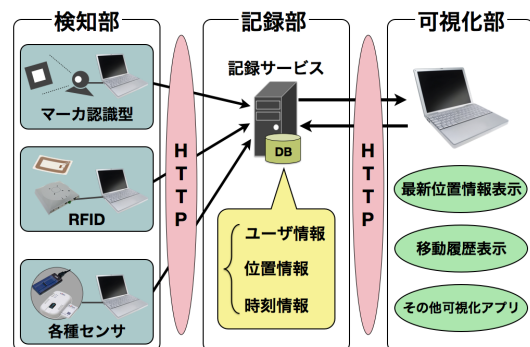 検知部
マーカ認識型
RFID
各種センサ
HTTP
記録部
記録サービス
DB
ユーザ情報
位置情報
時刻情報
HTTP
可視化部
最新位置情報表示
移動履歴表示
その他可視化アプリ